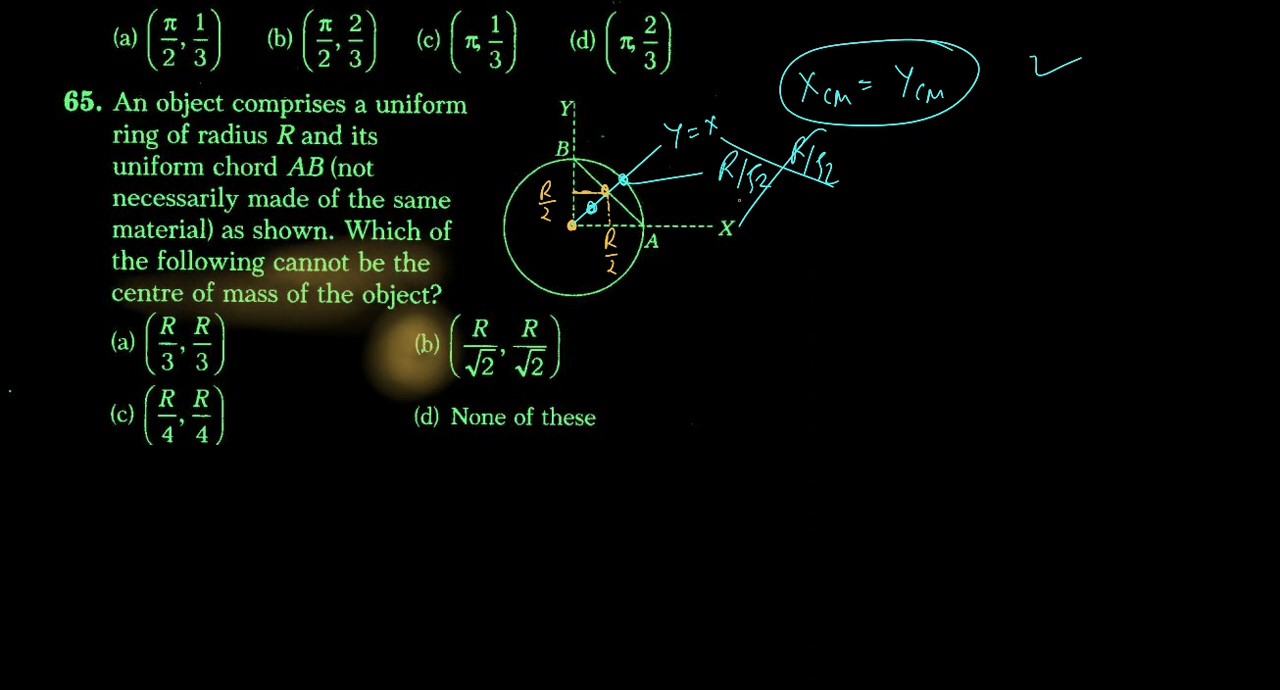 (a) (π/2, 1/3) (b) (π/2, 2/3) (c) (π, 1/3) (d) (π, 2/3)
X_CM = Y_CM
65. An object comprises a uniform
ring of radius R and its
uniform chord AB (not
necessarily made of the same
material) as shown. Which of
the following cannot be the
centre of mass of the object?
Y
B
Y=X
R/√2 R/√2
R/2
R/2
A
X
(a) (R/3, R/3) (b) (R/√2, R/√2)
(c) (R/4, R/4) (d) None of these